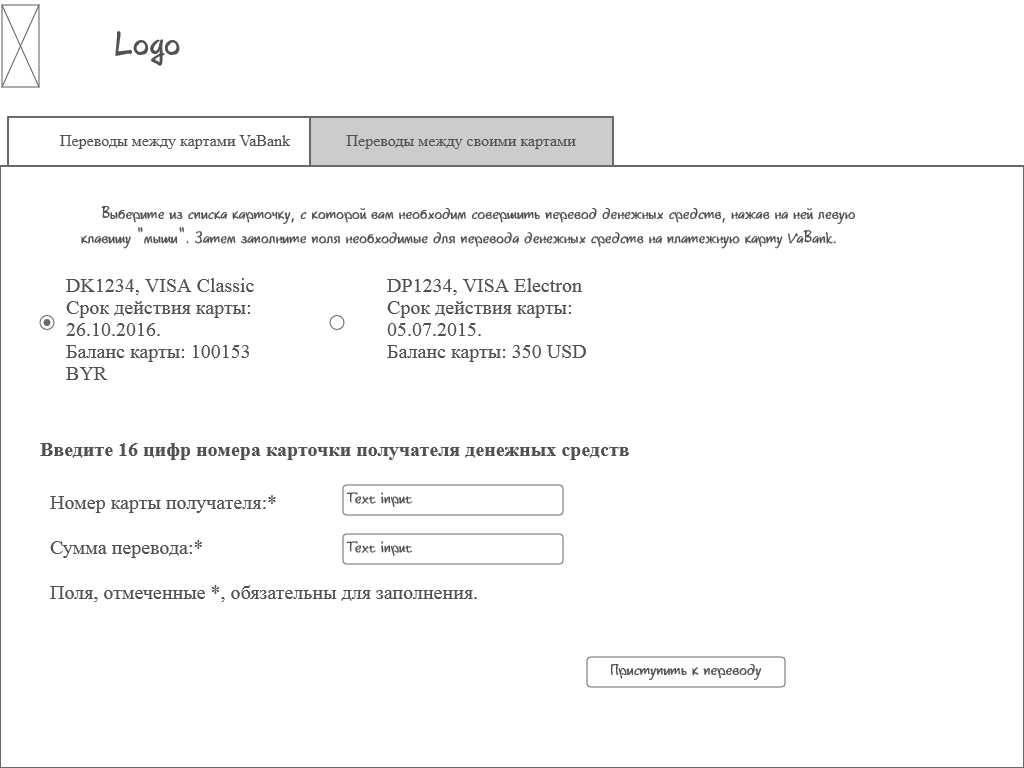 Logo
Переводы между картами VaBank
Переводы между своими картами
Выберите из списка карточку, с которой вам необходим совершить перевод денежных средств, нажав на ней левую
клавишу "мыши". Затем заполните поля необходимые для перевода денежных средств на платежную карту VaBank.
DK1234, VISA Classic
Срок действия карты:
26.10.2016.
Баланс карты: 100153
BYR
DP1234, VISA Electron
Срок действия карты:
05.07.2015.
Баланс карты: 350 USD
Введите 16 цифр номера карточки получателя денежных средств
Номер карты получателя:*
Text input
Сумма перевода:*
Text input
Поля, отмеченные *, обязательны для заполнения.
Приступить к переводу